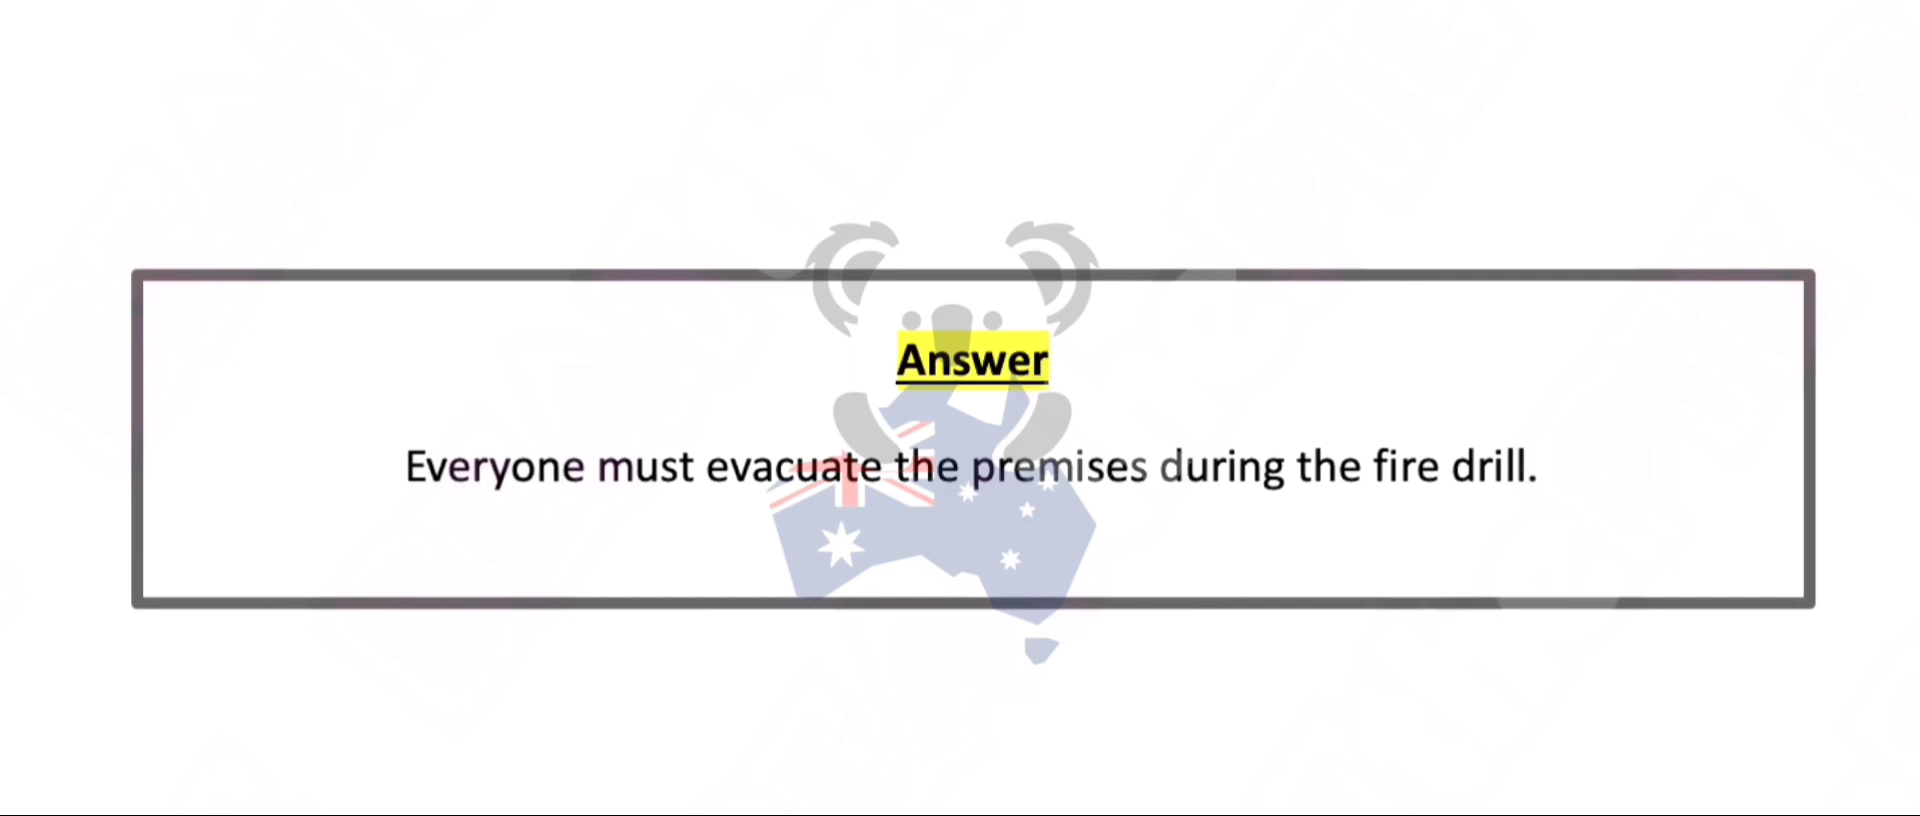 Answer
Everyone must evacuate the premises during the fire drill.